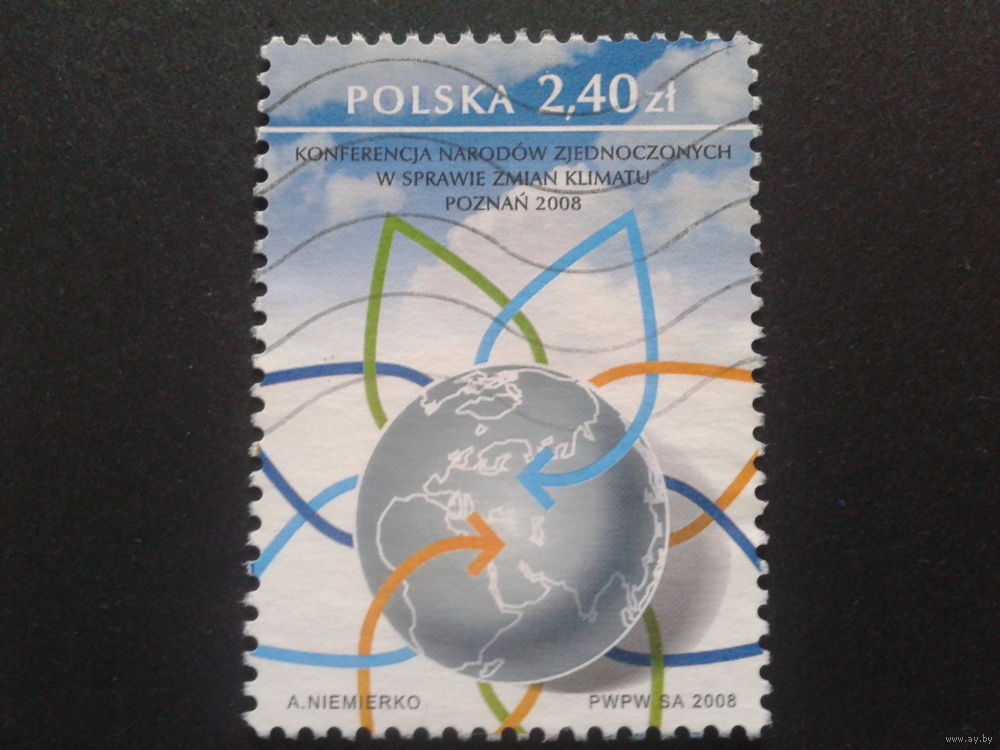 POLSKA 2,40 zł
KONFERENCJA NARODÓW ZJEDNOCZONYCH
W SPRAWIE ZMIAN KLIMATU
POZNAŃ 2008
A.NIEMIERKO PWPW SA 2008
www.ay.by